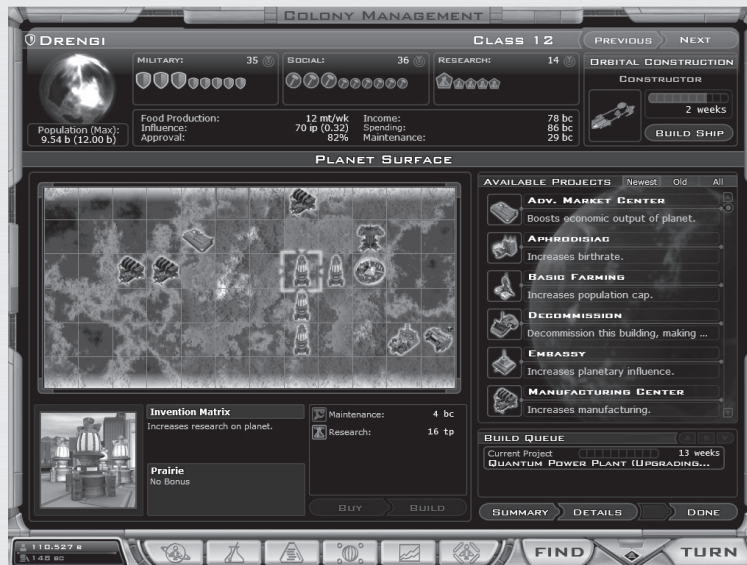 COLONY MANAGEMENT
DRENGI
CLASS 12
PREVIOUS
NEXT
MILITARY: 35
SOCIAL: 36
RESEARCH: 14
ORBITAL CONSTRUCTION
CONSTRUCTOR
2 weeks
BUILD SHIP
Population (Max):
9.54 b (12.00 b)
Food Production: 12 mt/wk
Influence: 70 ip (0.32)
Approval: 82%
Income: 78 bc
Spending: 86 bc
Maintenance: 29 bc
PLANET SURFACE
AVAILABLE PROJECTS
Newest
Old
All
ADV. MARKET CENTER
Boosts economic output of planet.
APHRODISIAC
Increases birthrate.
BASIC FARMING
Increases population cap.
DECOMMISSION
Decommission this building, making ...
EMBASSY
Increases planetary influence.
MANUFACTURING CENTER
Increases manufacturing.
Invention Matrix
Increases research on planet.
Prairie
No Bonus
Maintenance: 4 bc
Research: 16 tp
BUY
BUILD
BUILD QUEUE
Current Project
13 weeks
QUANTUM POWER PLANT (UPGRADING...
SUMMARY
DETAILS
DONE
110.527 B
148 BC
FIND
TURN